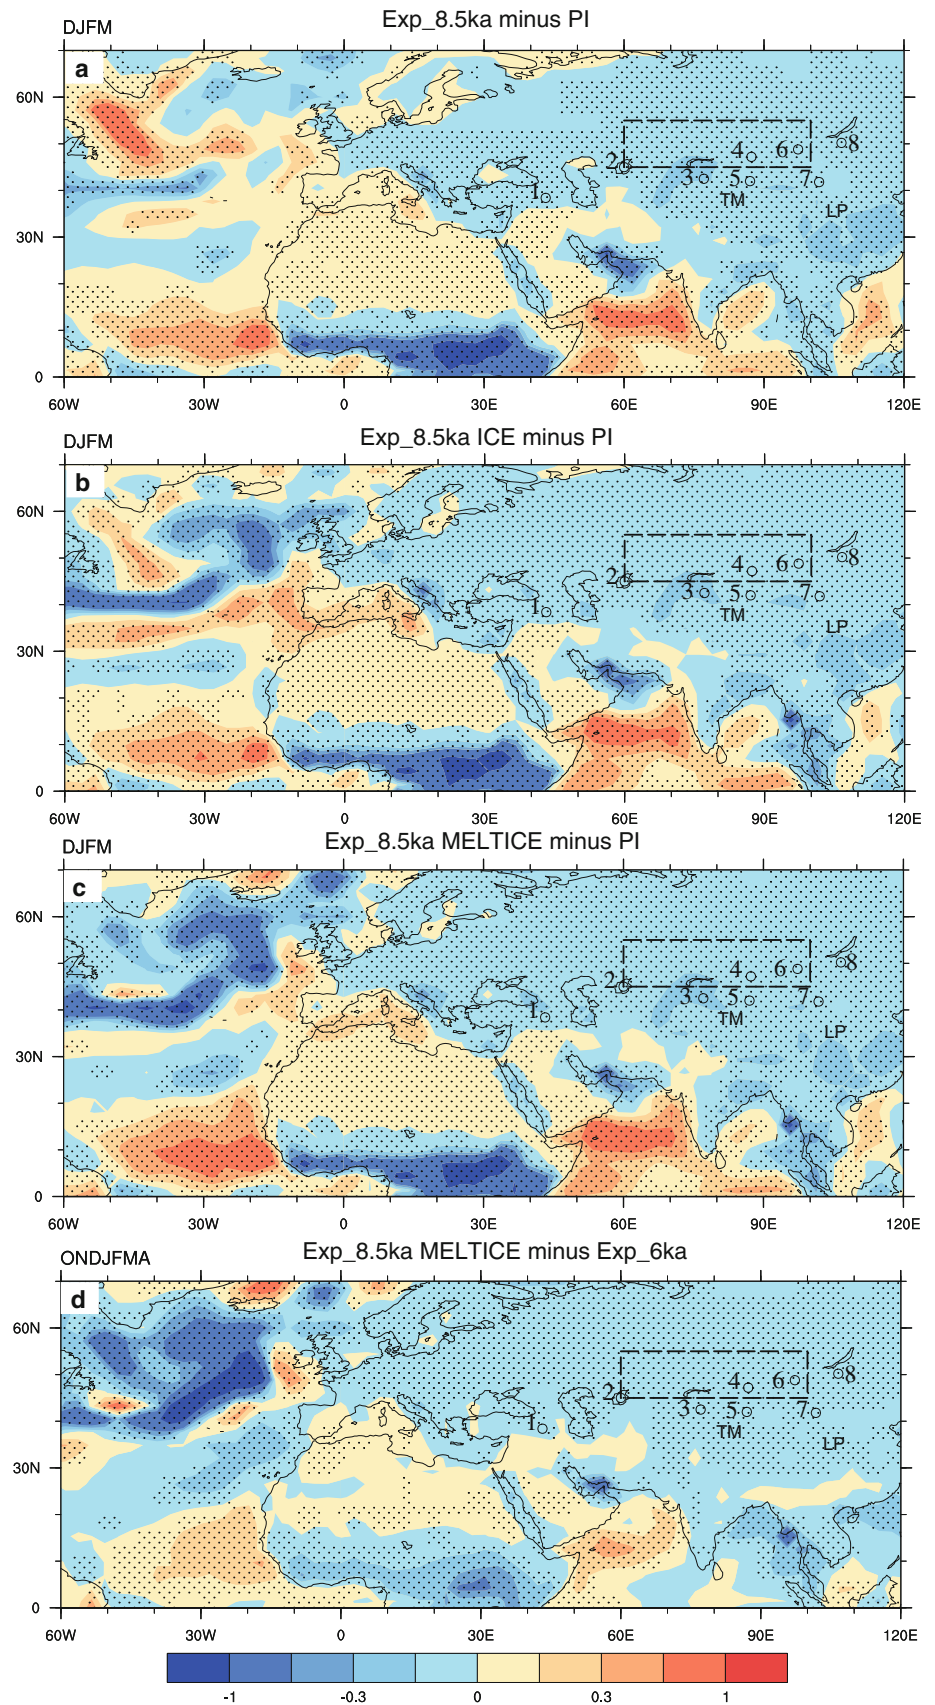 Exp_8.5ka minus PI
DJFM
a
60N
30N
0
1
2
3
4
5
6
7
8
TM
LP
60W 30W 0 30E 60E 90E 120E
Exp_8.5ka ICE minus PI
DJFM
b
60N
30N
0
1
2
3
4
5
6
7
8
TM
LP
60W 30W 0 30E 60E 90E 120E
Exp_8.5ka MELTICE minus PI
DJFM
c
60N
30N
0
1
2
3
4
5
6
7
8
TM
LP
60W 30W 0 30E 60E 90E 120E
Exp_8.5ka MELTICE minus Exp_6ka
ONDJFMA
d
60N
30N
0
1
2
3
4
5
6
7
8
TM
LP
60W 30W 0 30E 60E 90E 120E
-1 -0.3 0 0.3 1